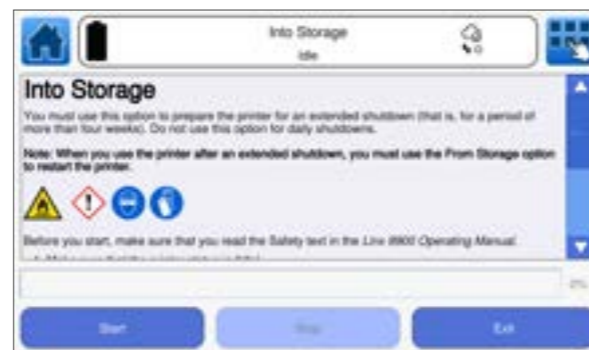 Into Storage
Idle
Into Storage
You must use this option to prepare the printer for an extended shutdown (that is, for a period of
more than four weeks). Do not use this option for daily shutdowns.
Note: When you use the printer after an extended shutdown, you must use the From Storage option
to restart the printer.
Before you start, make sure that you read the Safety text in the Linx 8900 Operating Manual.
0%
Start
Stop
Exit